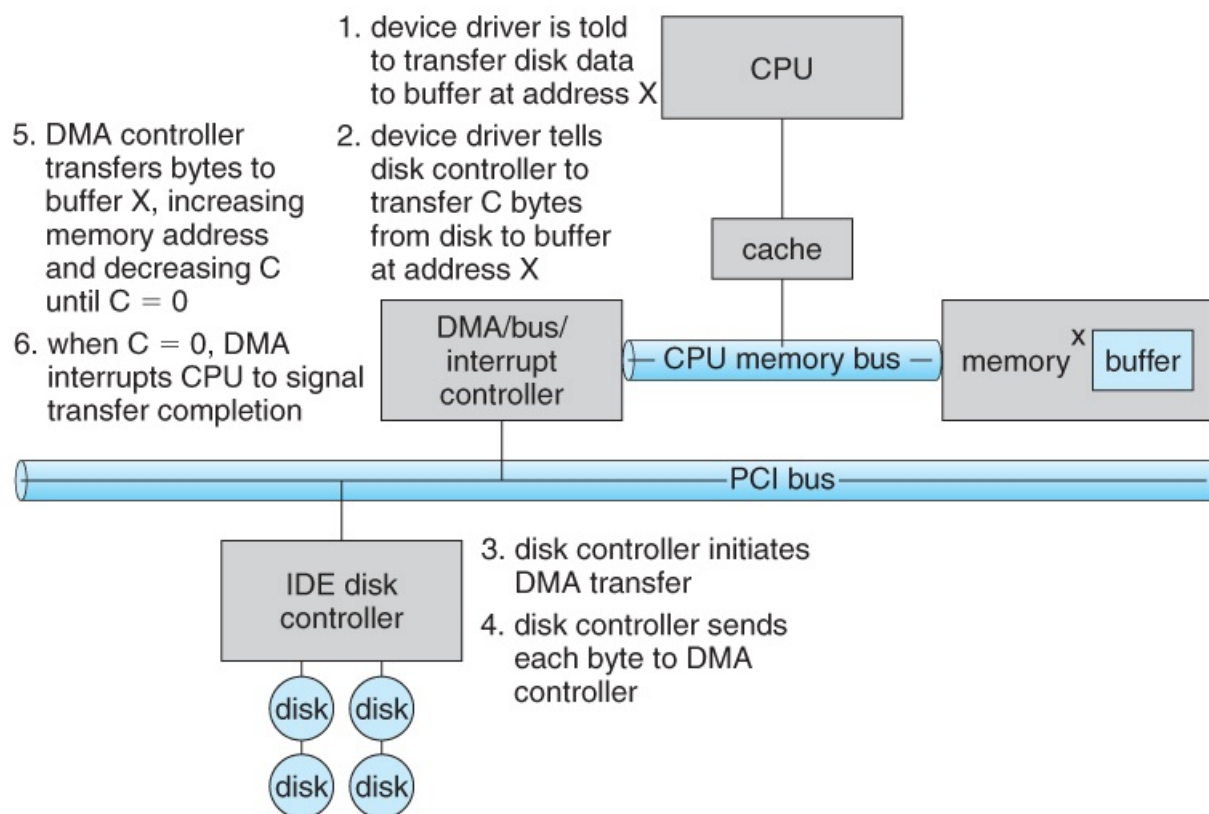 1. device driver is told
to transfer disk data
to buffer at address X
CPU
5. DMA controller
transfers bytes to
buffer X, increasing
memory address
and decreasing C
until C = 0
2. device driver tells
disk controller to
transfer C bytes
from disk to buffer
at address X
cache
6. when C = 0, DMA
interrupts CPU to signal
transfer completion
DMA/bus/
interrupt
controller
CPU memory bus
memory
x
buffer
PCI bus
IDE disk
controller
3. disk controller initiates
DMA transfer
4. disk controller sends
each byte to DMA
controller
disk
disk
disk
disk